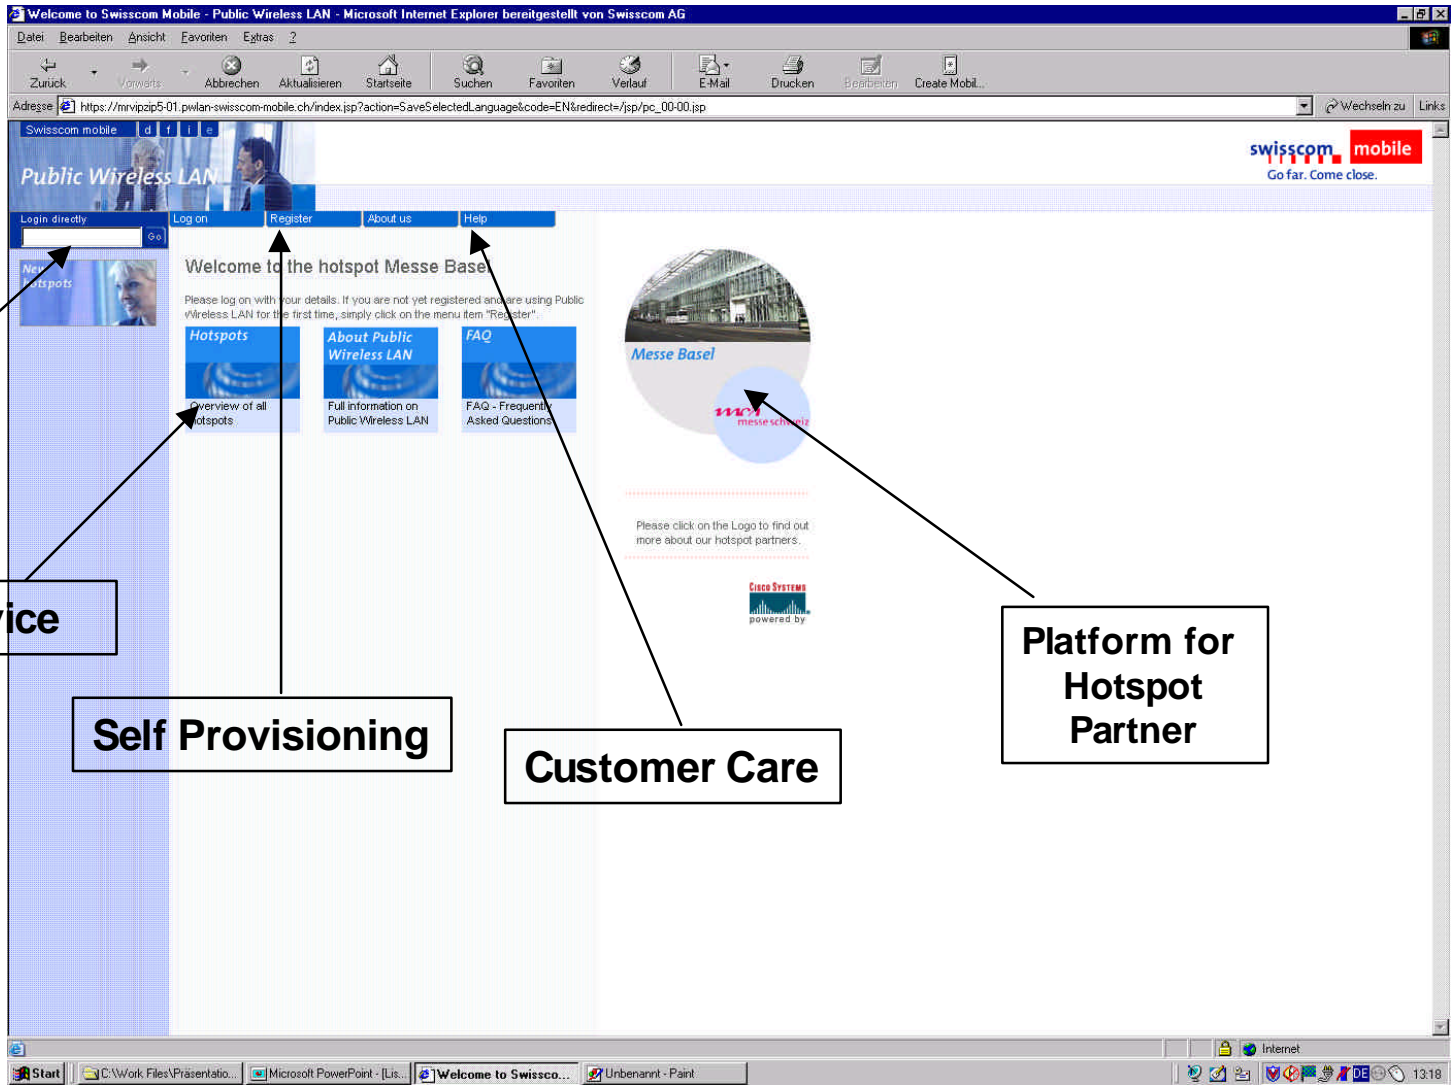 Welcome to Swisscom Mobile - Public Wireless LAN - Microsoft Internet Explorer bereitgestellt von Swisscom AG
Datei Bearbeiten Ansicht Favoriten Extras ?
Zurück Vorwärts Abbrechen Aktualisieren Startseite Suchen Favoriten Verlauf E-Mail Drucken Bearbeiten Create Mobil...
Adresse https://mrvipzip5-01.pwlan-swisscom-mobile.ch/index.jsp?action=SaveSelectedLanguage&code=EN&redirect=/jsp/pc_00-00.jsp Wechseln zu Links
Swisscom mobile d f i e
Public Wireless LAN
swisscom mobile
Go far. Come close.
Login directly
Go
Log on Register About us Help
New
hotspots
Welcome to the hotspot Messe Basel
Please log on with your details. If you are not yet registered and are using Public
Wireless LAN for the first time, simply click on the menu item "Register".
Hotspots
Overview of all
hotspots
About Public
Wireless LAN
Full information on
Public Wireless LAN
FAQ
FAQ - Frequently
Asked Questions
Messe Basel
messe schweiz
Please click on the Logo to find out
more about our hotspot partners.
CISCO SYSTEMS
powered by
vice
Self Provisioning
Customer Care
Platform for
Hotspot
Partner
Internet
Start C:\Work Files\Präsentatio... Microsoft PowerPoint - [Lis... Welcome to Swissco... Unbenannt - Paint DE 13:18